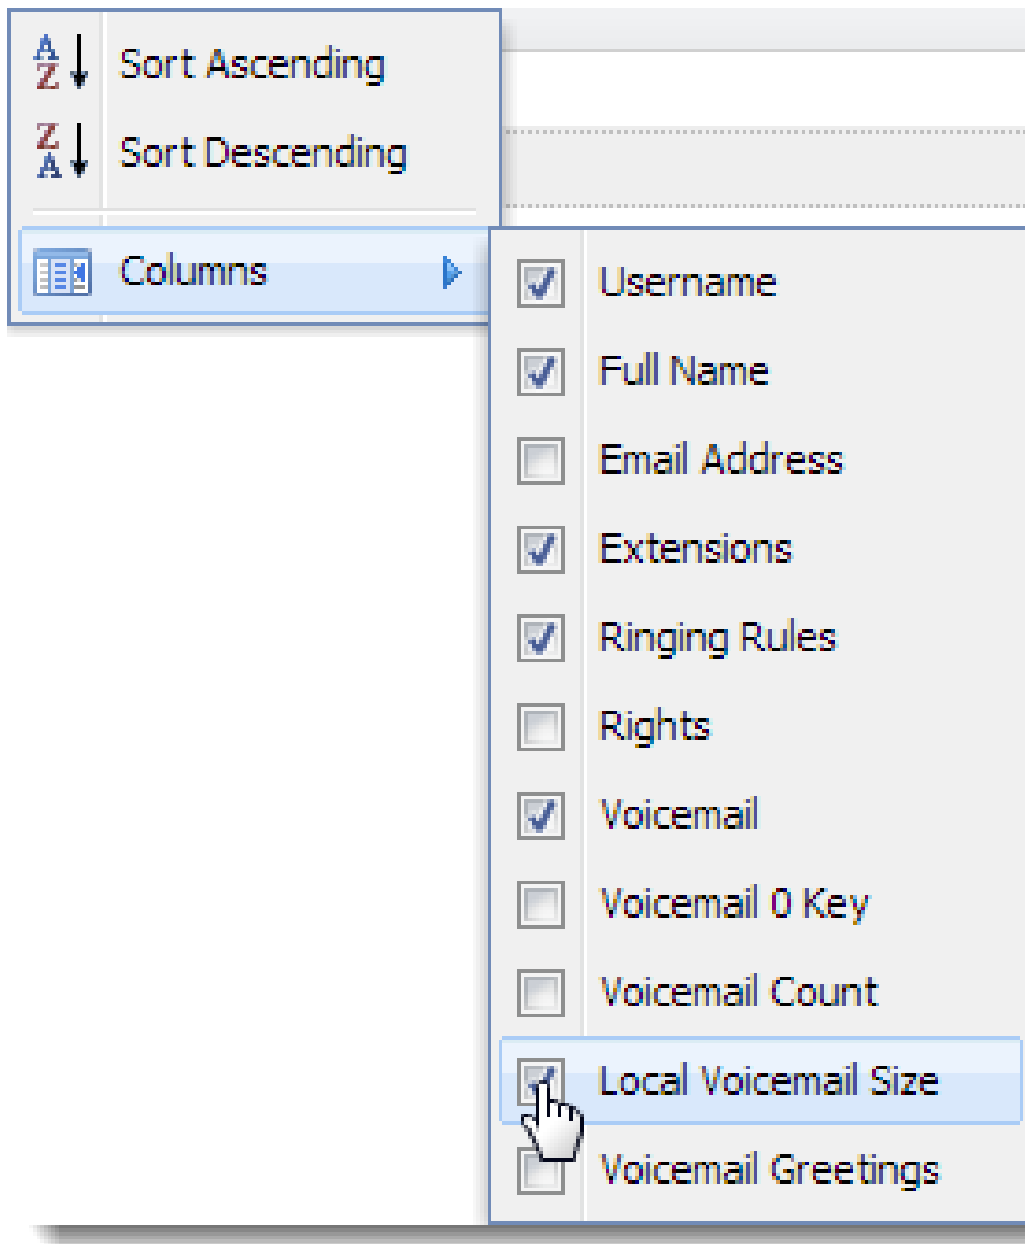 Sort Ascending
Sort Descending
Columns
Username
Full Name
Email Address
Extensions
Ringing Rules
Rights
Voicemail
Voicemail 0 Key
Voicemail Count
Local Voicemail Size
Voicemail Greetings